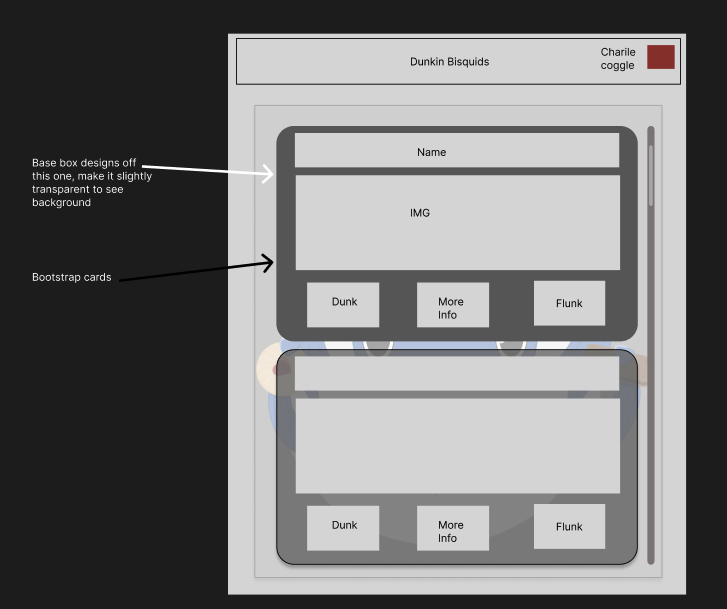 Dunkin Bisquids
Charile
coggle
Base box designs off
this one, make it slightly
transparent to see
background
Bootstrap cards
Name
IMG
Dunk
More
Info
Flunk
Dunk
More
Info
Flunk